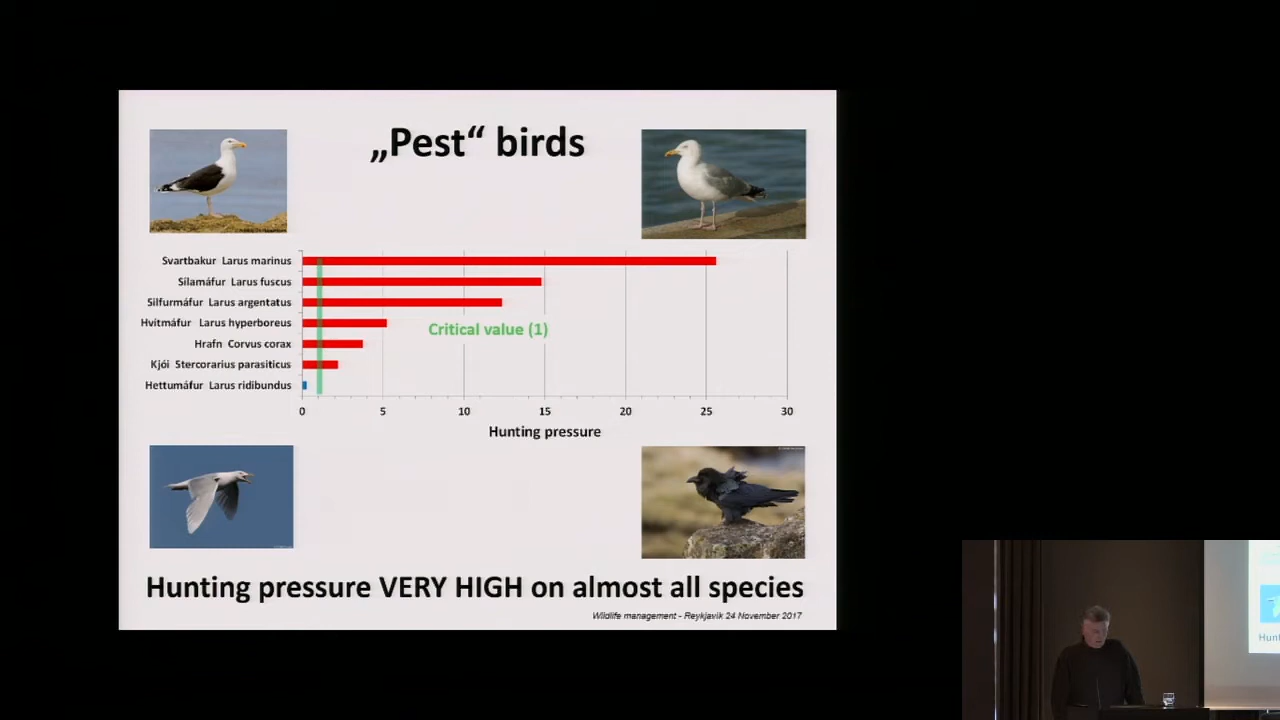 „Pest“ birds
Svartbakur Larus marinus
Sílamáfur Larus fuscus
Silfurmáfur Larus argentatus
Hvítmáfur Larus hyperboreus
Hrafn Corvus corax
Kjói Stercorarius parasiticus
Hettumáfur Larus ridibundus
Critical value (1)
0 5 10 15 20 25 30
Hunting pressure
Hunting pressure VERY HIGH on almost all species
Wildlife management - Reykjavik 24 November 2017
Hunt